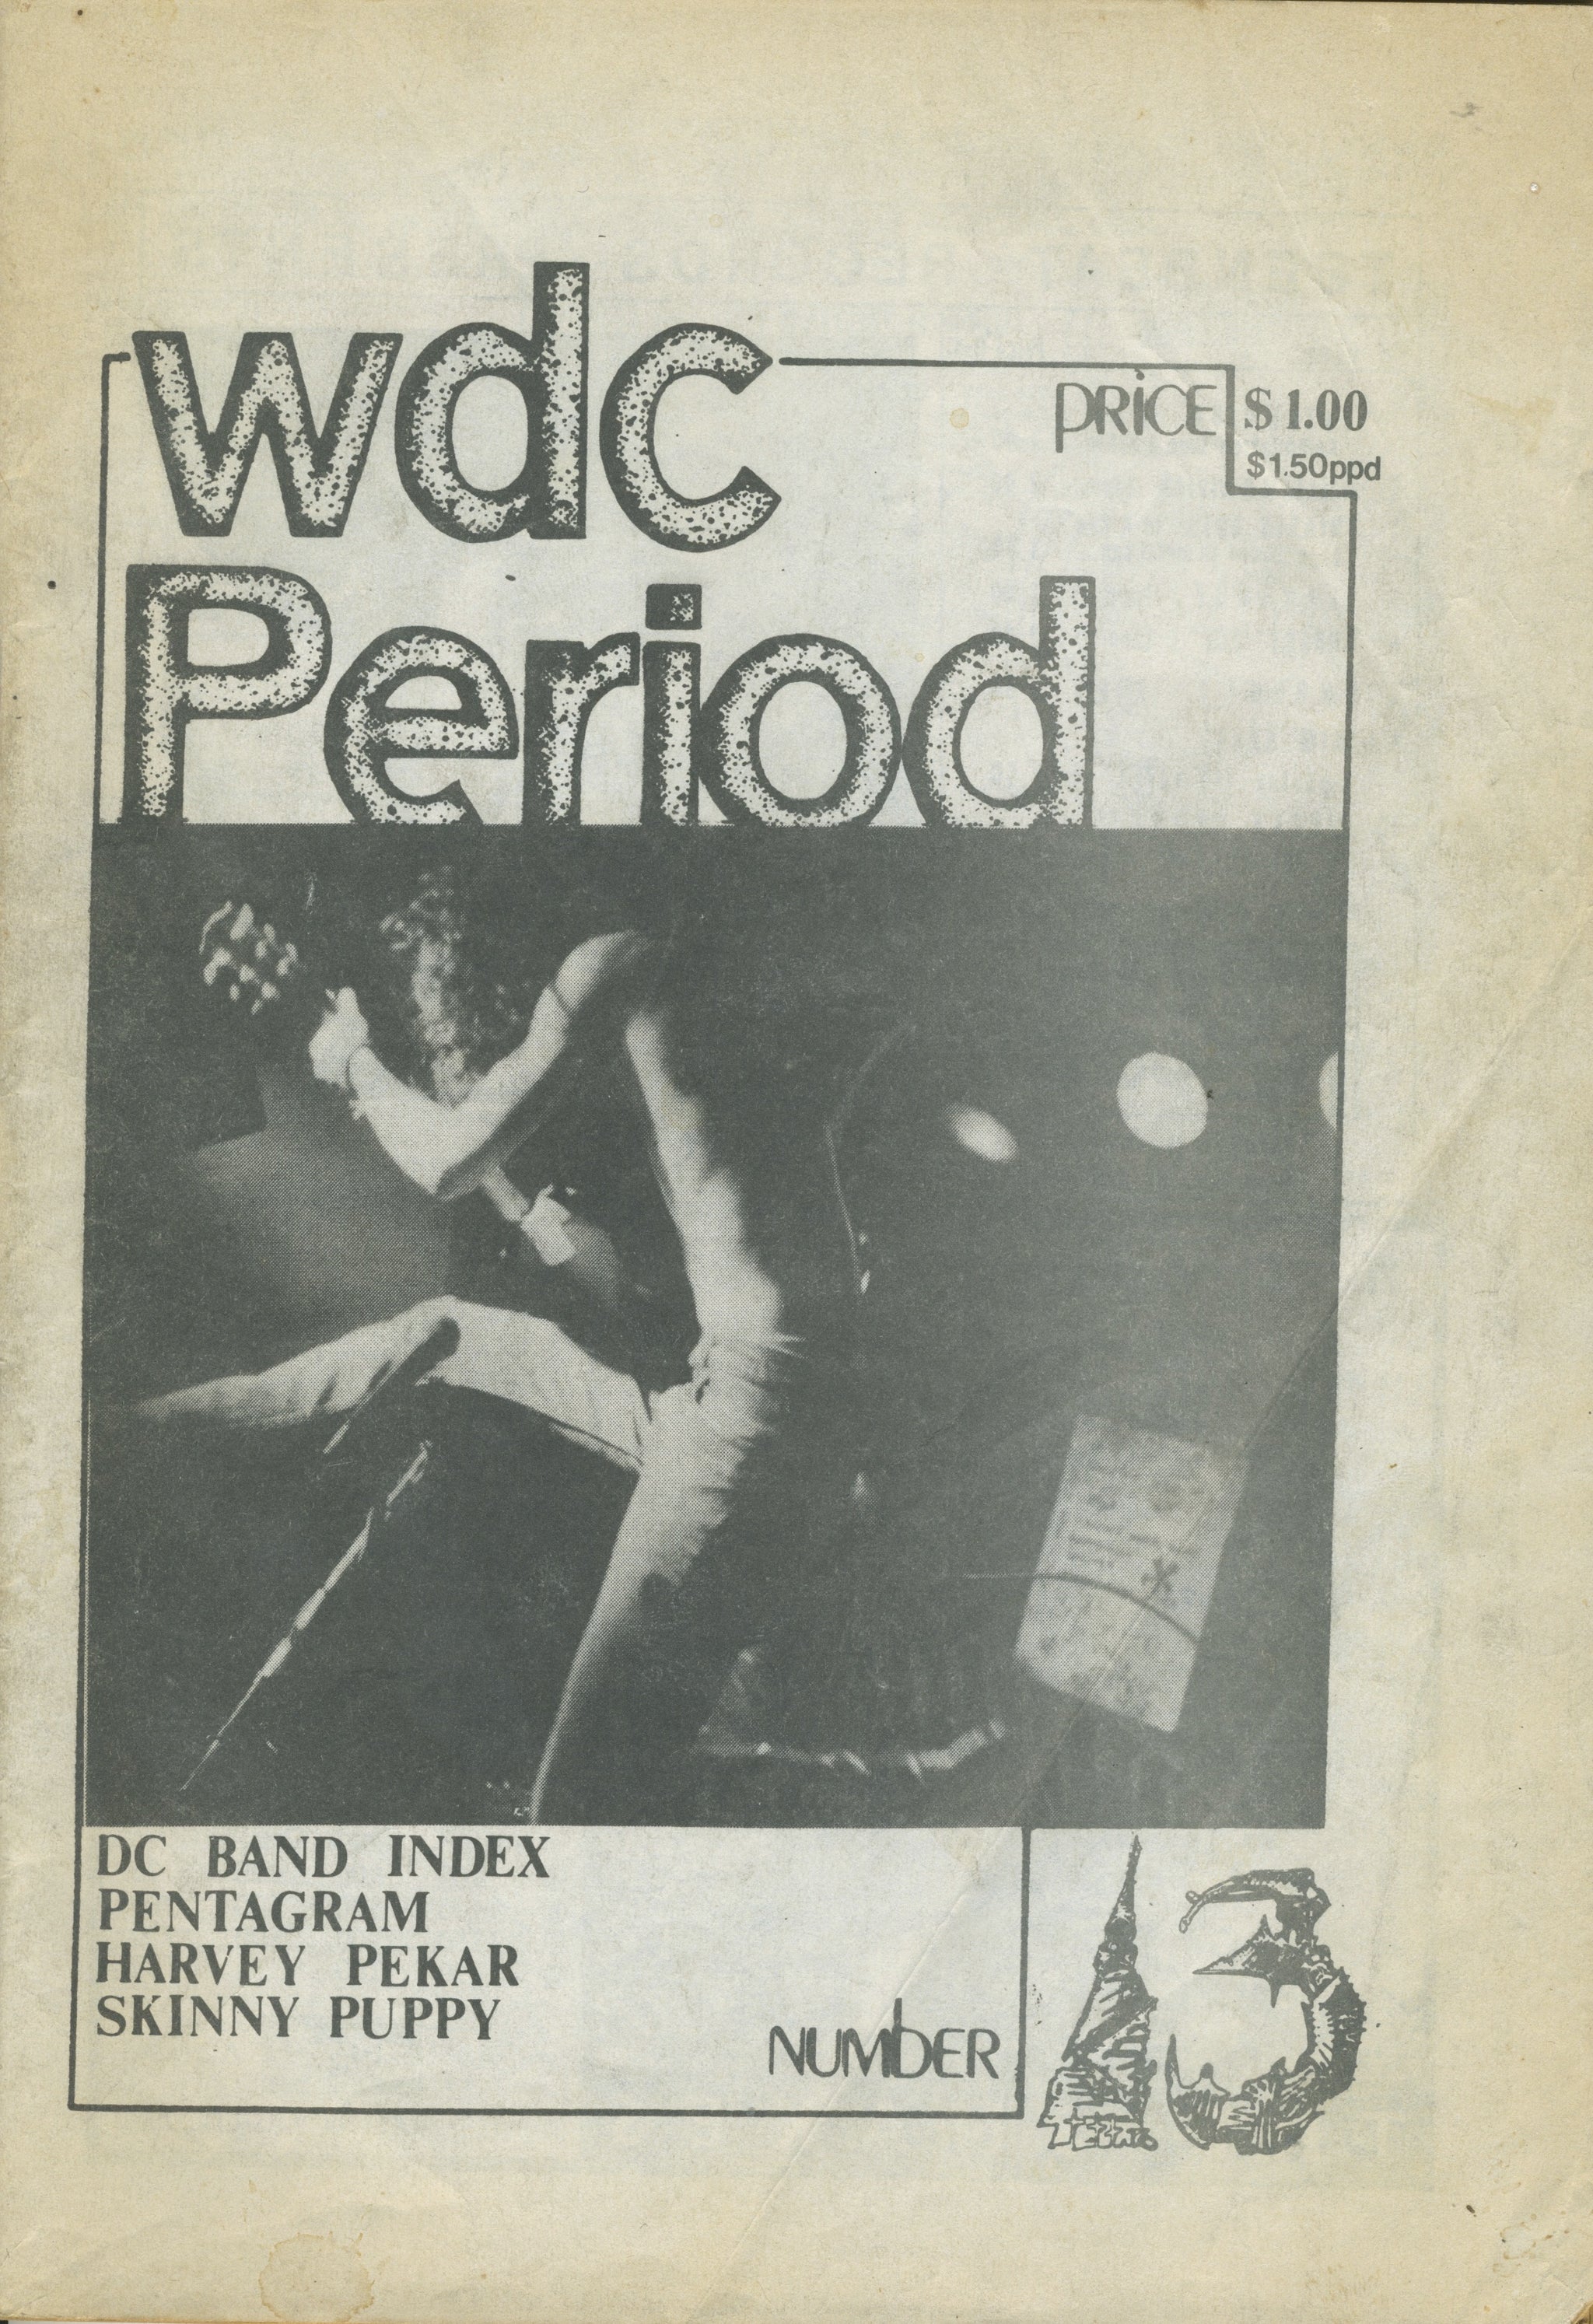 wdc
PRiCE $1.00
$1.50ppd
Period
DC BAND INDEX
PENTAGRAM
HARVEY PEKAR
SKINNY PUPPY
NUMbER
13